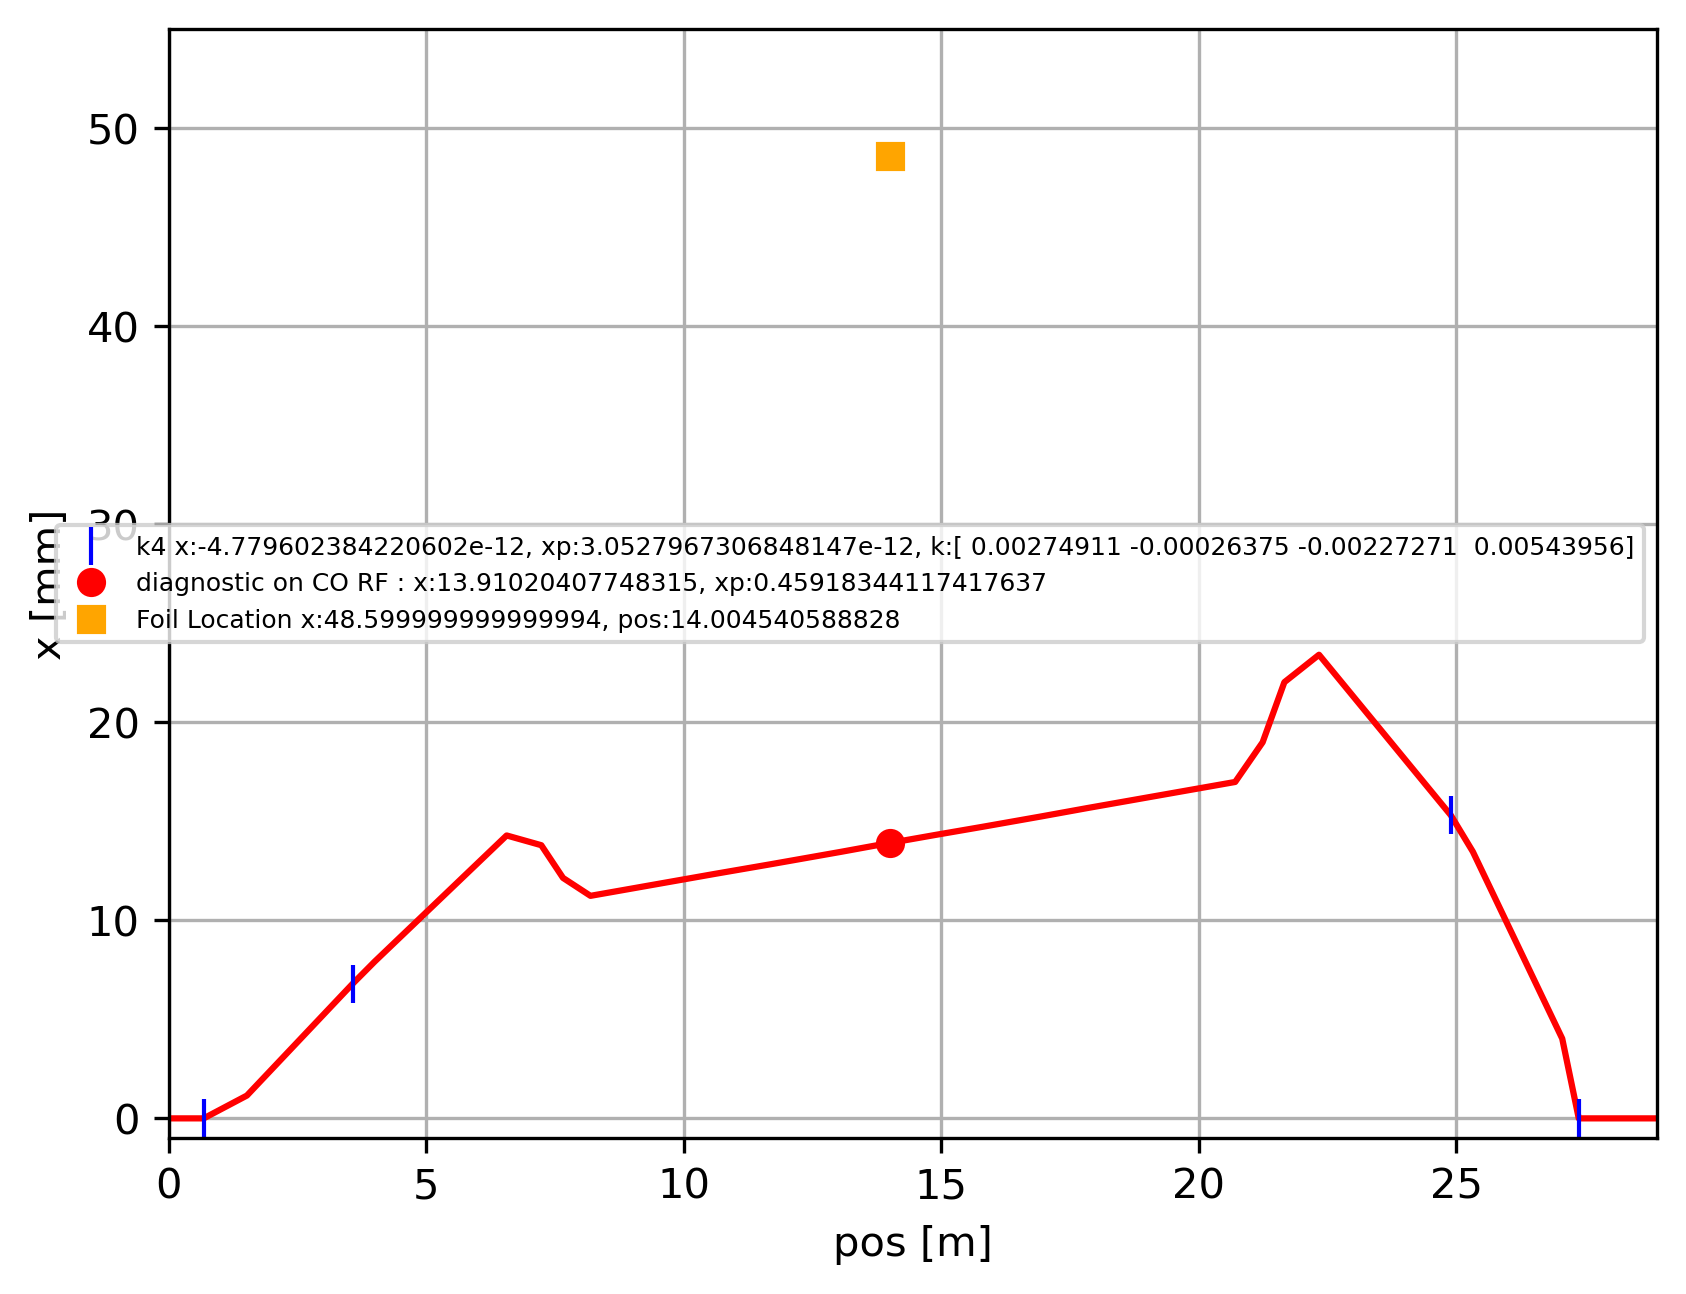 50
40
30
k4 x:-4.779602384220602e-12, xp:3.0527967306848147e-12, k:[ 0.00274911 -0.00026375 -0.00227271  0.00543956]
diagnostic on CO RF : x:13.91020407748315, xp:0.45918344117417637
Foil Location x:48.599999999999994, pos:14.004540588828
x [mm]
20
10
0
0 5 10 15 20 25
pos [m]